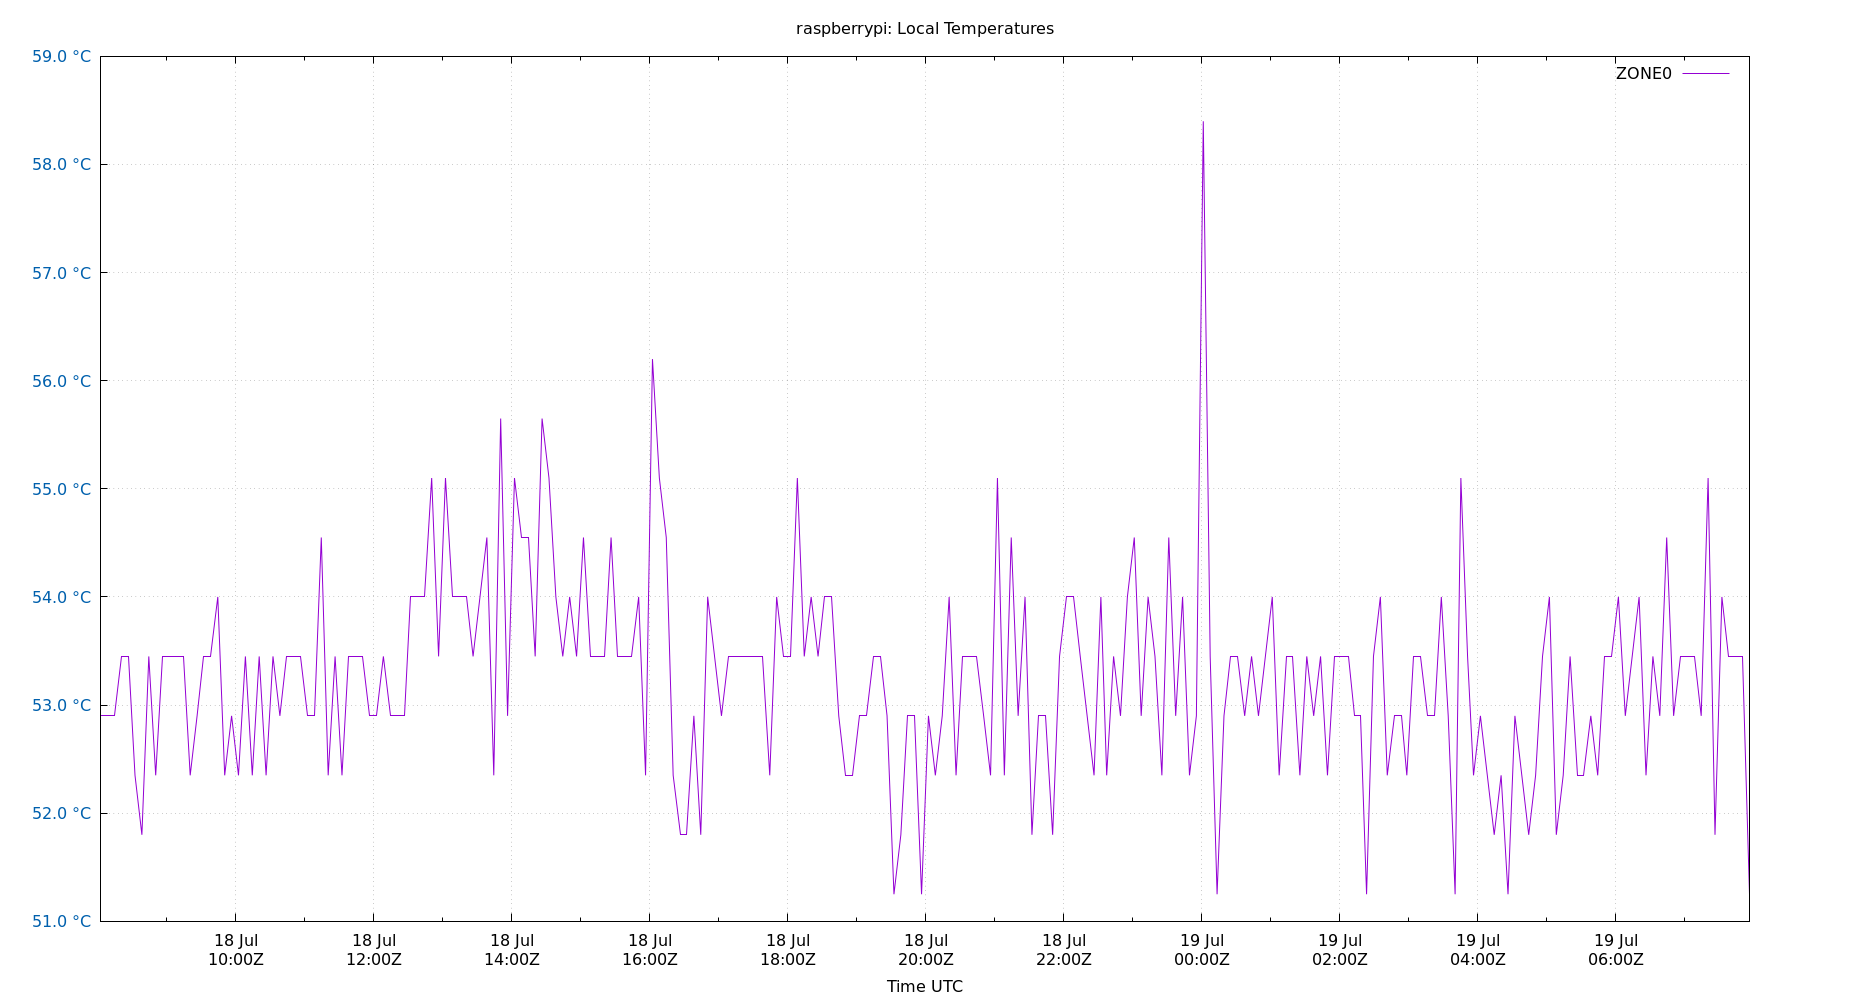 raspberrypi: Local Temperatures
59.0 °C
ZONE0
58.0 °C
57.0 °C
56.0 °C
55.0 °C
54.0 °C
53.0 °C
52.0 °C
51.0 °C
18 Jul
10:00Z
18 Jul
12:00Z
18 Jul
14:00Z
18 Jul
16:00Z
18 Jul
18:00Z
18 Jul
20:00Z
18 Jul
22:00Z
19 Jul
00:00Z
19 Jul
02:00Z
19 Jul
04:00Z
19 Jul
06:00Z
Time UTC